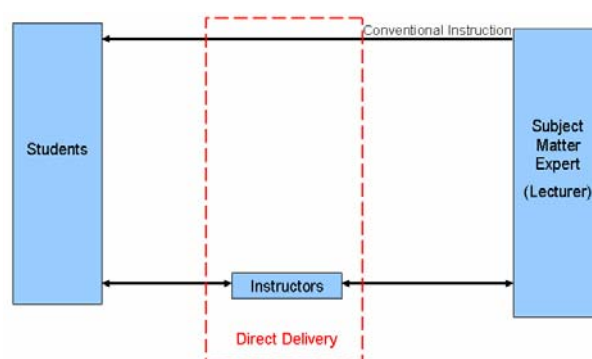 Conventional Instruction
Students
Subject
Matter
Expert
(Lecturer)
Instructors
Direct Delivery